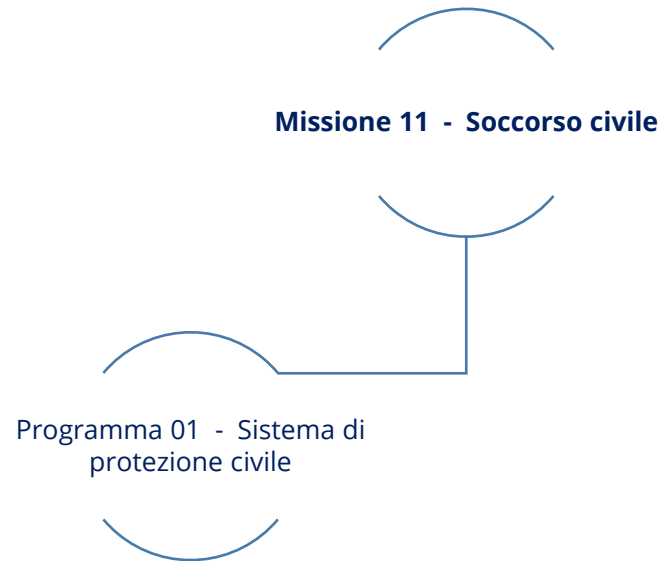 Missione 11 - Soccorso civile
Programma 01 - Sistema di
protezione civile